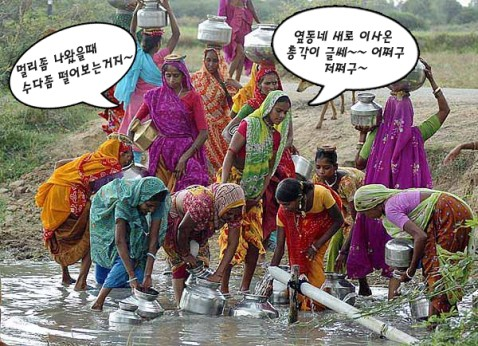 멀리좀 나왔을때
수다좀 떨어보는거지~
옆동네 새로 이사온
총각이 글쎄~~ 어쩌구
저쩌구~